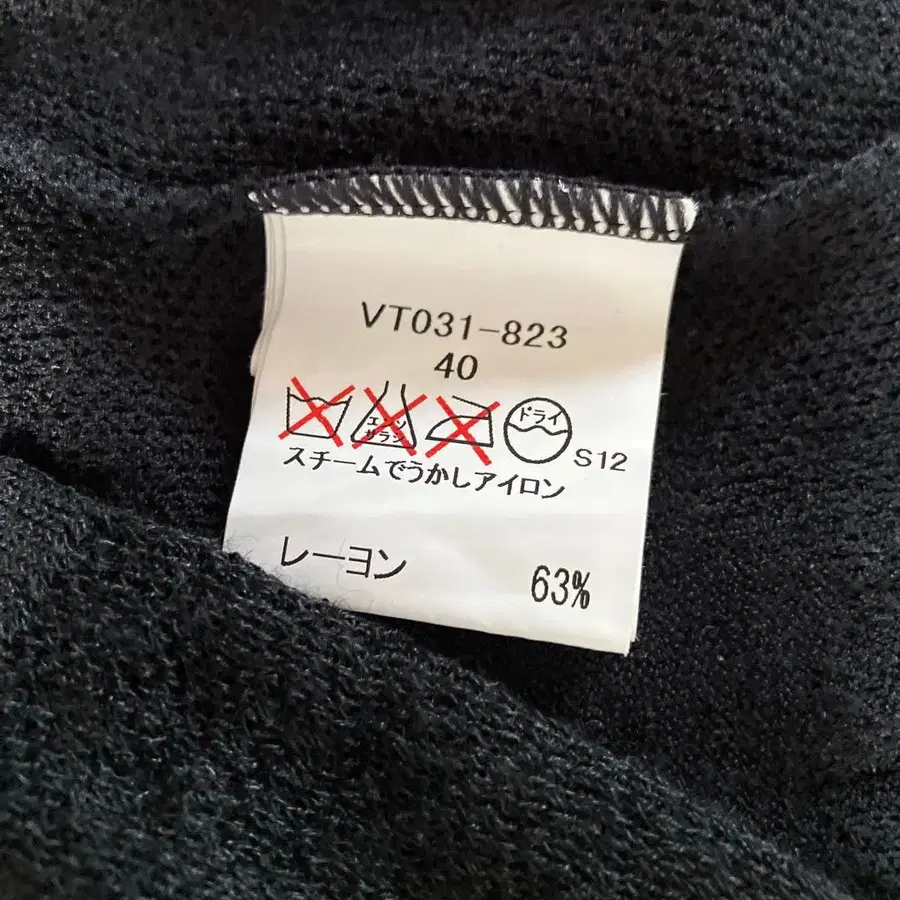 VT031-823
40
エンソ
サラシ
ドライ
S12
スチームでうかしアイロン
レーヨン 63%